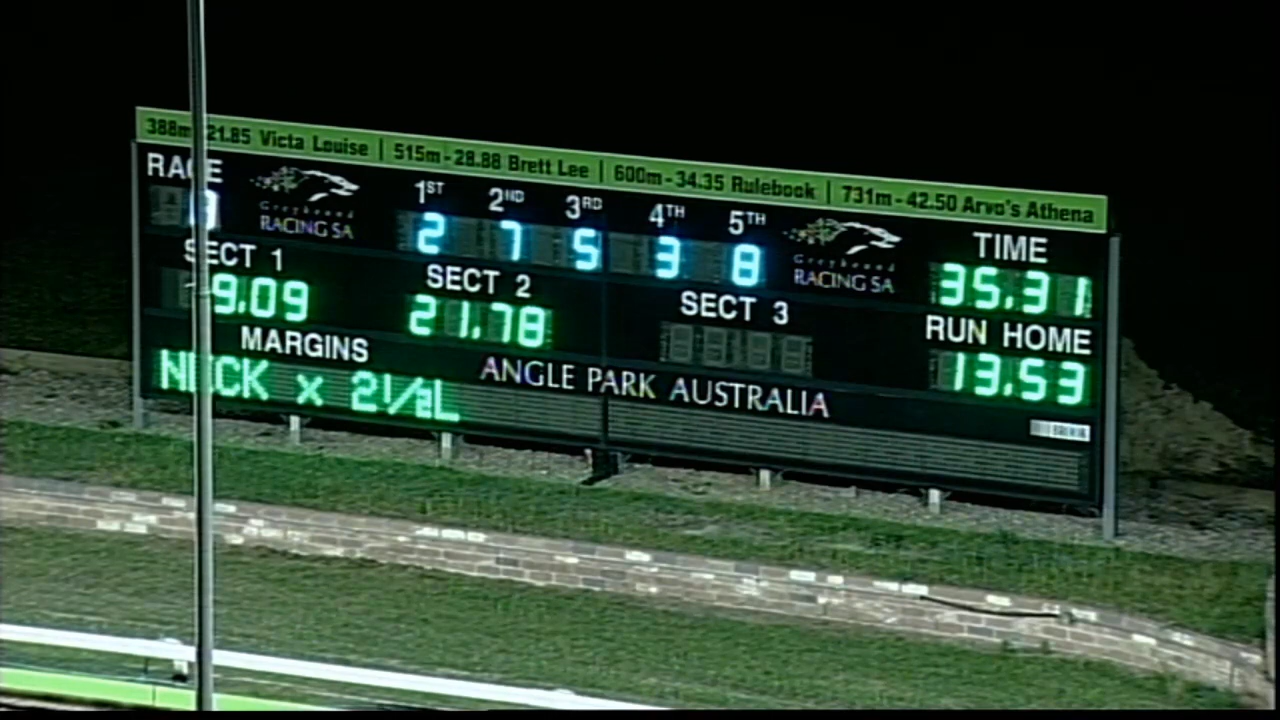 388m 21.85 Victa Louise | 515m-28.88 Brett Lee | 600m-34.35 Rulebook | 731m-42.50 Arvo's Athena
RACE Greyhound RACING SA 1ST 2ND 3RD 4TH 5TH Greyhound RACING SA TIME
2 7 5 3 8 35.31
SECT 1 SECT 2 SECT 3 RUN HOME
9.09 21.78 13.53
MARGINS ANGLE PARK AUSTRALIA
NECK x 2½L